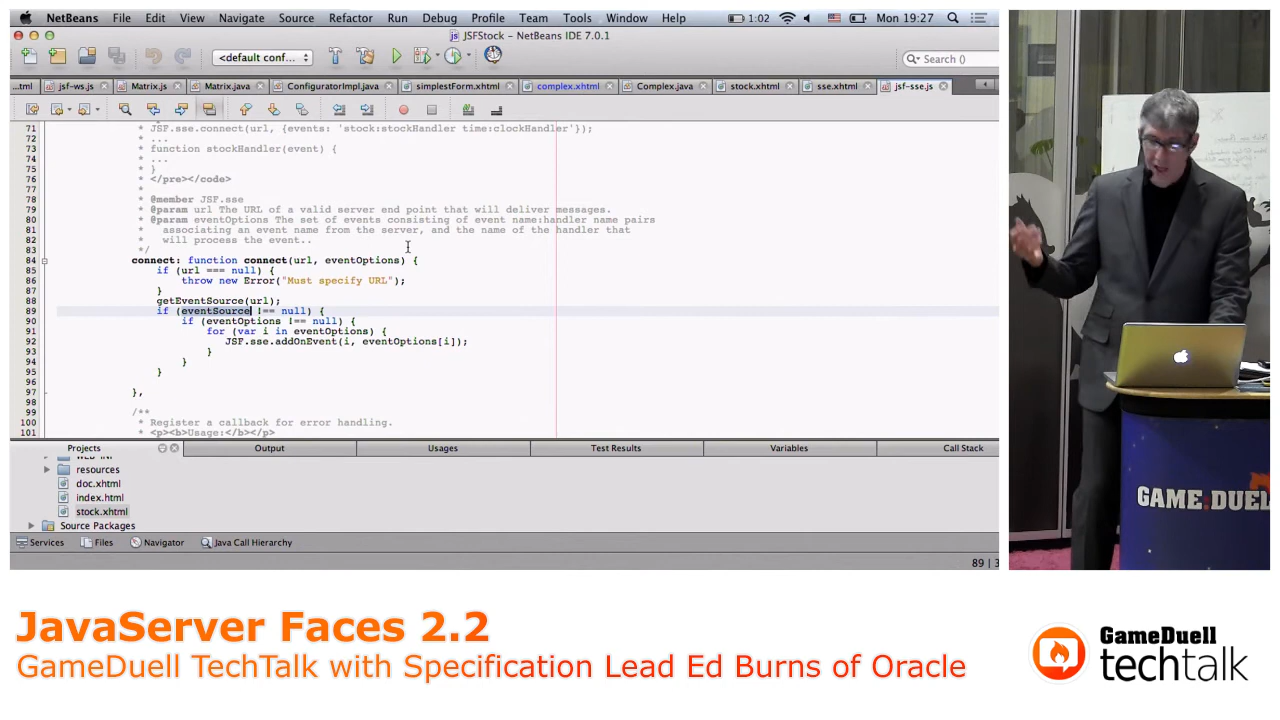 NetBeans File Edit View Navigate Source Refactor Run Debug Profile Team Tools Window Help 1:02 Mon 19:27
JSFStock - NetBeans IDE 7.0.1
<default conf... Search ()
...tml jsf-ws.js Matrix.js Matrix.java ConfiguratorImpl.java simplestForm.xhtml complex.xhtml Complex.java stock.xhtml sse.xhtml jsf-sse.js
71 * JSF.sse.connect(url, {events: 'stock:stockHandler time:clockHandler'});
72 * ...
73 * function stockHandler(event) {
74 * ...
75 * }
76 * </pre></code>
77 *
78 * @member JSF.sse
79 * @param url The URL of a valid server end point that will deliver messages.
80 * @param eventOptions The set of events consisting of event name:handler name pairs
81 associating an event name from the server, and the name of the handler that
82 will process the event..
83 */
84 connect: function connect(url, eventOptions) {
85 if (url === null) {
86 throw new Error("Must specify URL");
87 }
88 getEventSource(url);
89 if (eventSource !== null) {
90 if (eventOptions !== null) {
91 for (var i in eventOptions) {
92 JSF.sse.addOnEvent(i, eventOptions[i]);
93 }
94 }
95 }
96
97 },
98
99 /**
100 * Register a callback for error handling.
101 * <p><b>Usage:</b></p>
Projects Output Usages Test Results Variables Call Stack
WEB-INF
resources
doc.xhtml
index.html
stock.xhtml
Source Packages
Services Files Navigator Java Call Hierarchy
89 | 3
GAME DUEL
JavaServer Faces 2.2
GameDuell TechTalk with Specification Lead Ed Burns of Oracle
GameDuell
techtalk